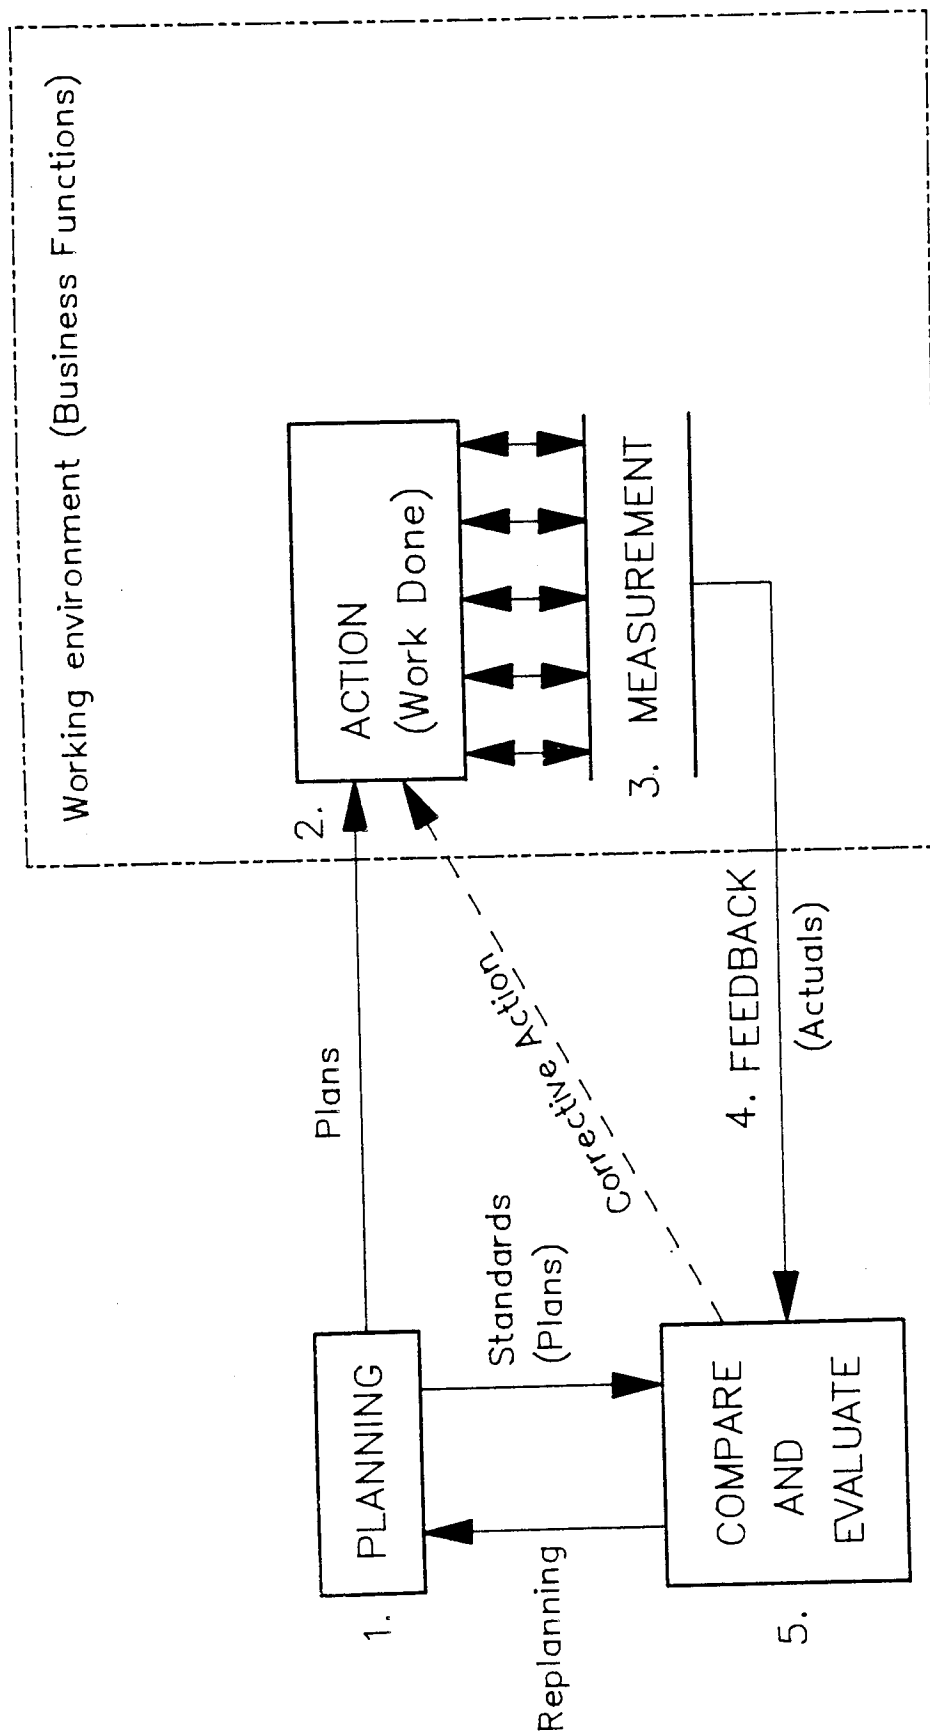 Working environment (Business Functions)
1.
PLANNING
Plans
2.
ACTION
(Work Done)
Standards
(Plans)
Replanning
Corrective Action
3. MEASUREMENT
4. FEEDBACK
(Actuals)
5.
COMPARE
AND
EVALUATE